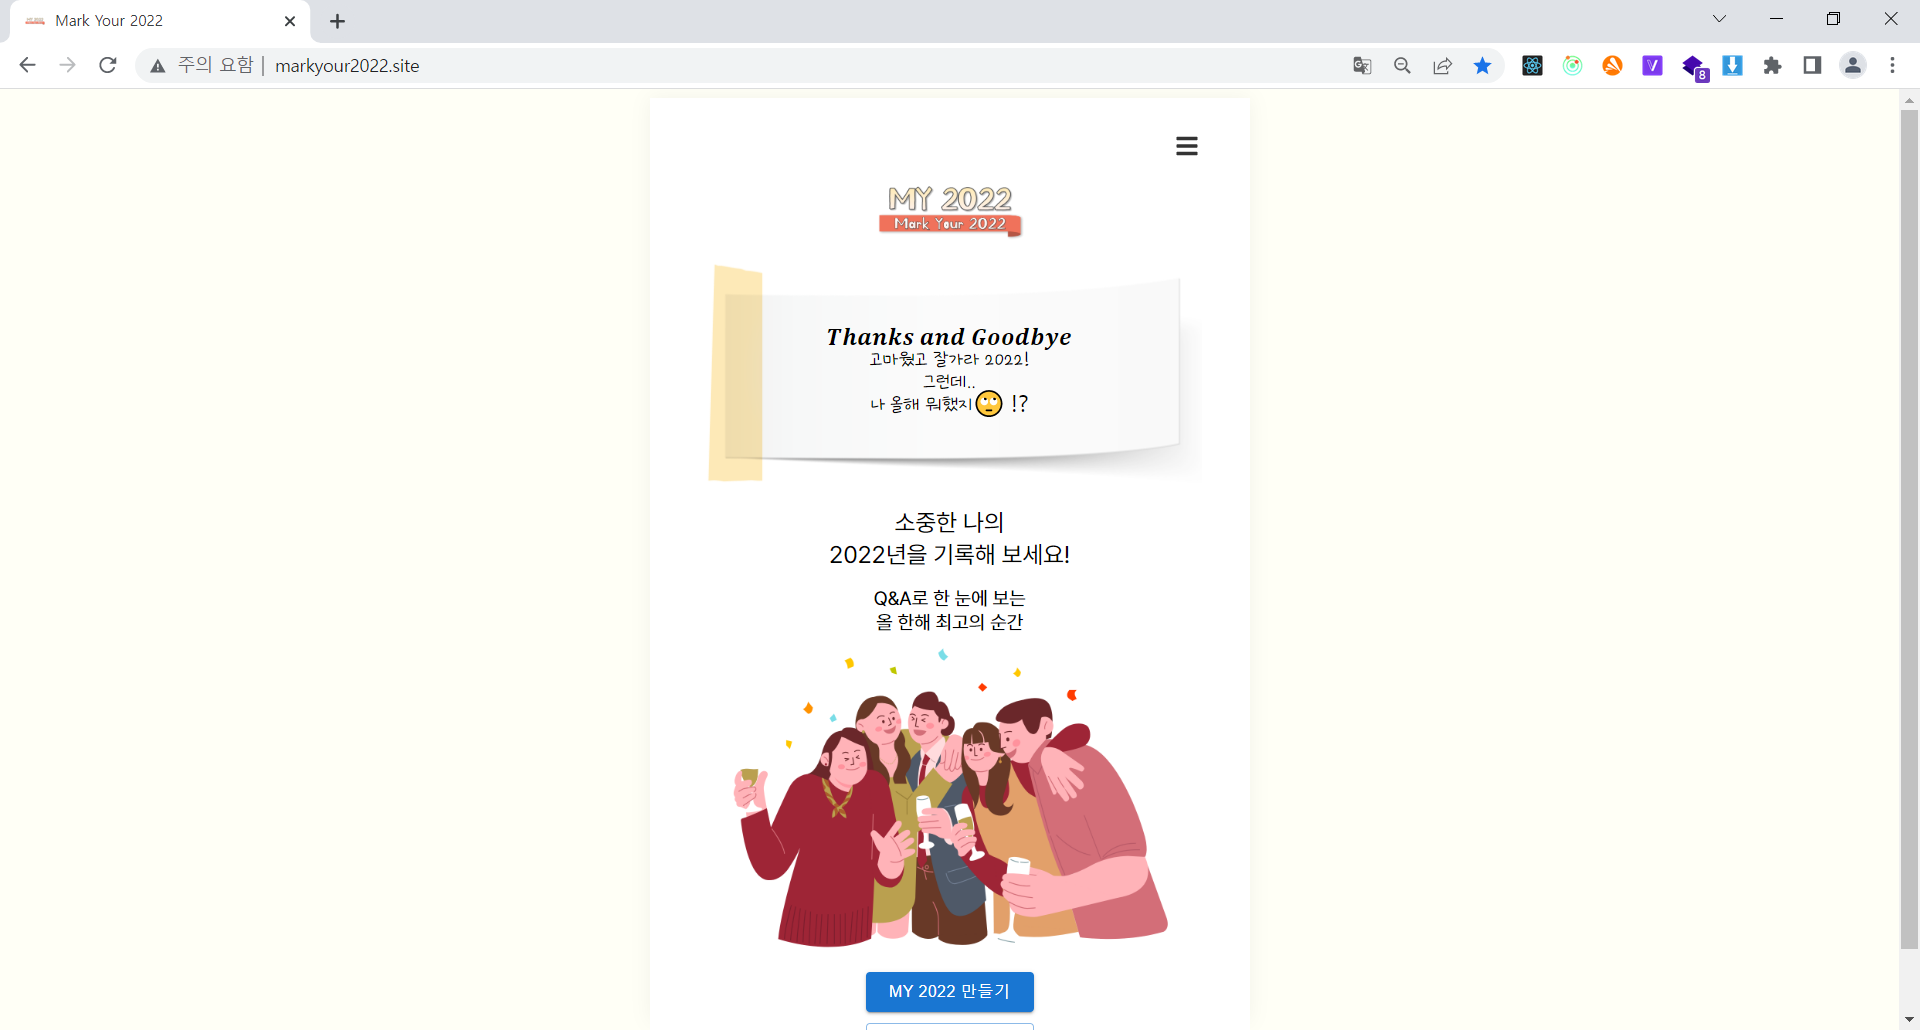 Mark Your 2022
주의 요함
markyour2022.site
8
MY 2022
Mark Your 2022
Thanks and Goodbye
고마웠고 잘가라 2022!
그런데..
나 올해 뭐했지🙄 !?
소중한 나의
2022년을 기록해 보세요!
Q&A로 한 눈에 보는
올 한해 최고의 순간
MY 2022 만들기